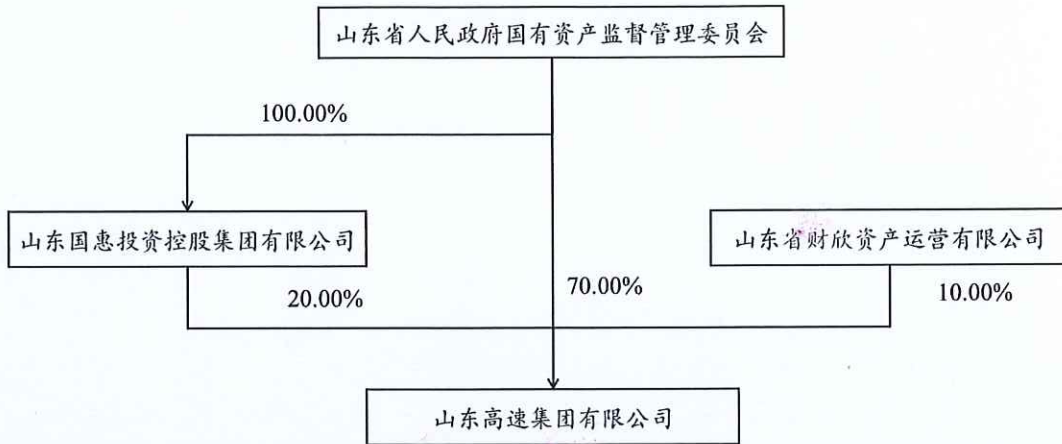 山东省人民政府国有资产监督管理委员会
100.00%
山东国惠投资控股集团有限公司
山东省财欣资产运营有限公司
20.00%
70.00%
10.00%
山东高速集团有限公司